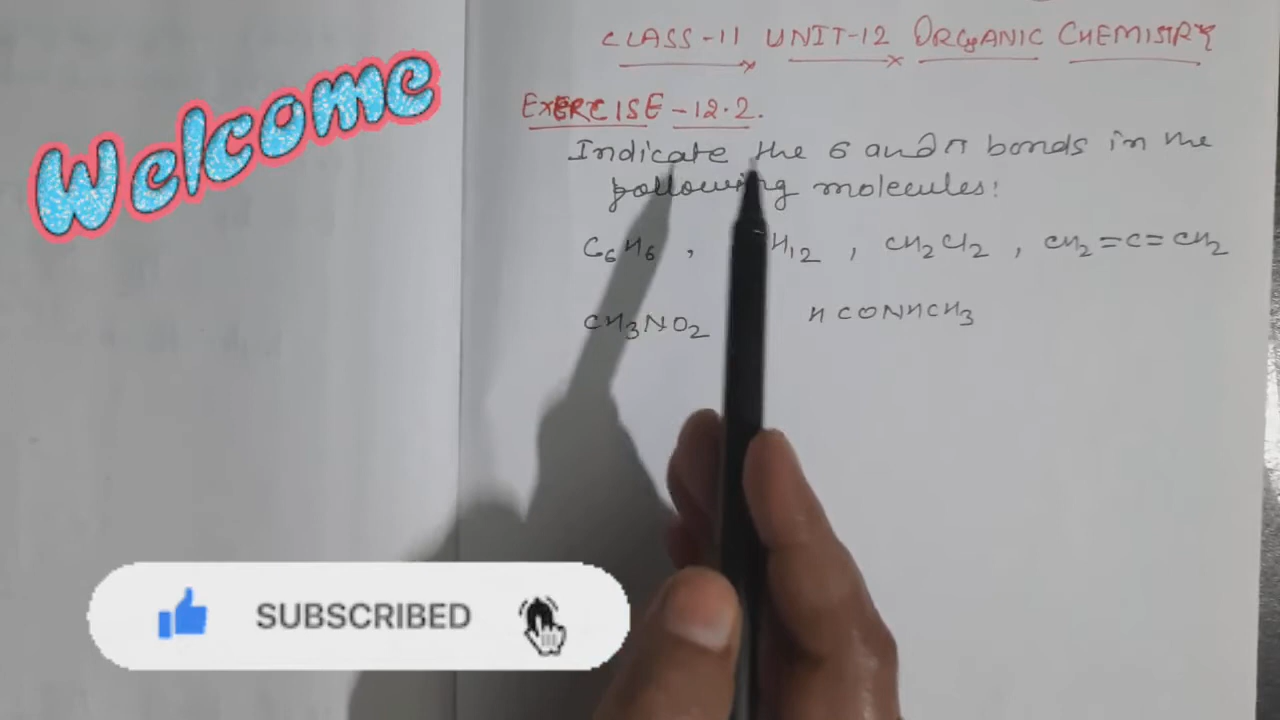 Welcome
CLASS-11 UNIT-12 ORGANIC CHEMISTRY
EXERCISE-12.2.
Indicate the σ and π bonds in the
following molecules:
C₆H₆, H₁₂, CH₂Cl₂, CH₂=C=CH₂
CH₃NO₂ HCONHCH₃
SUBSCRIBED